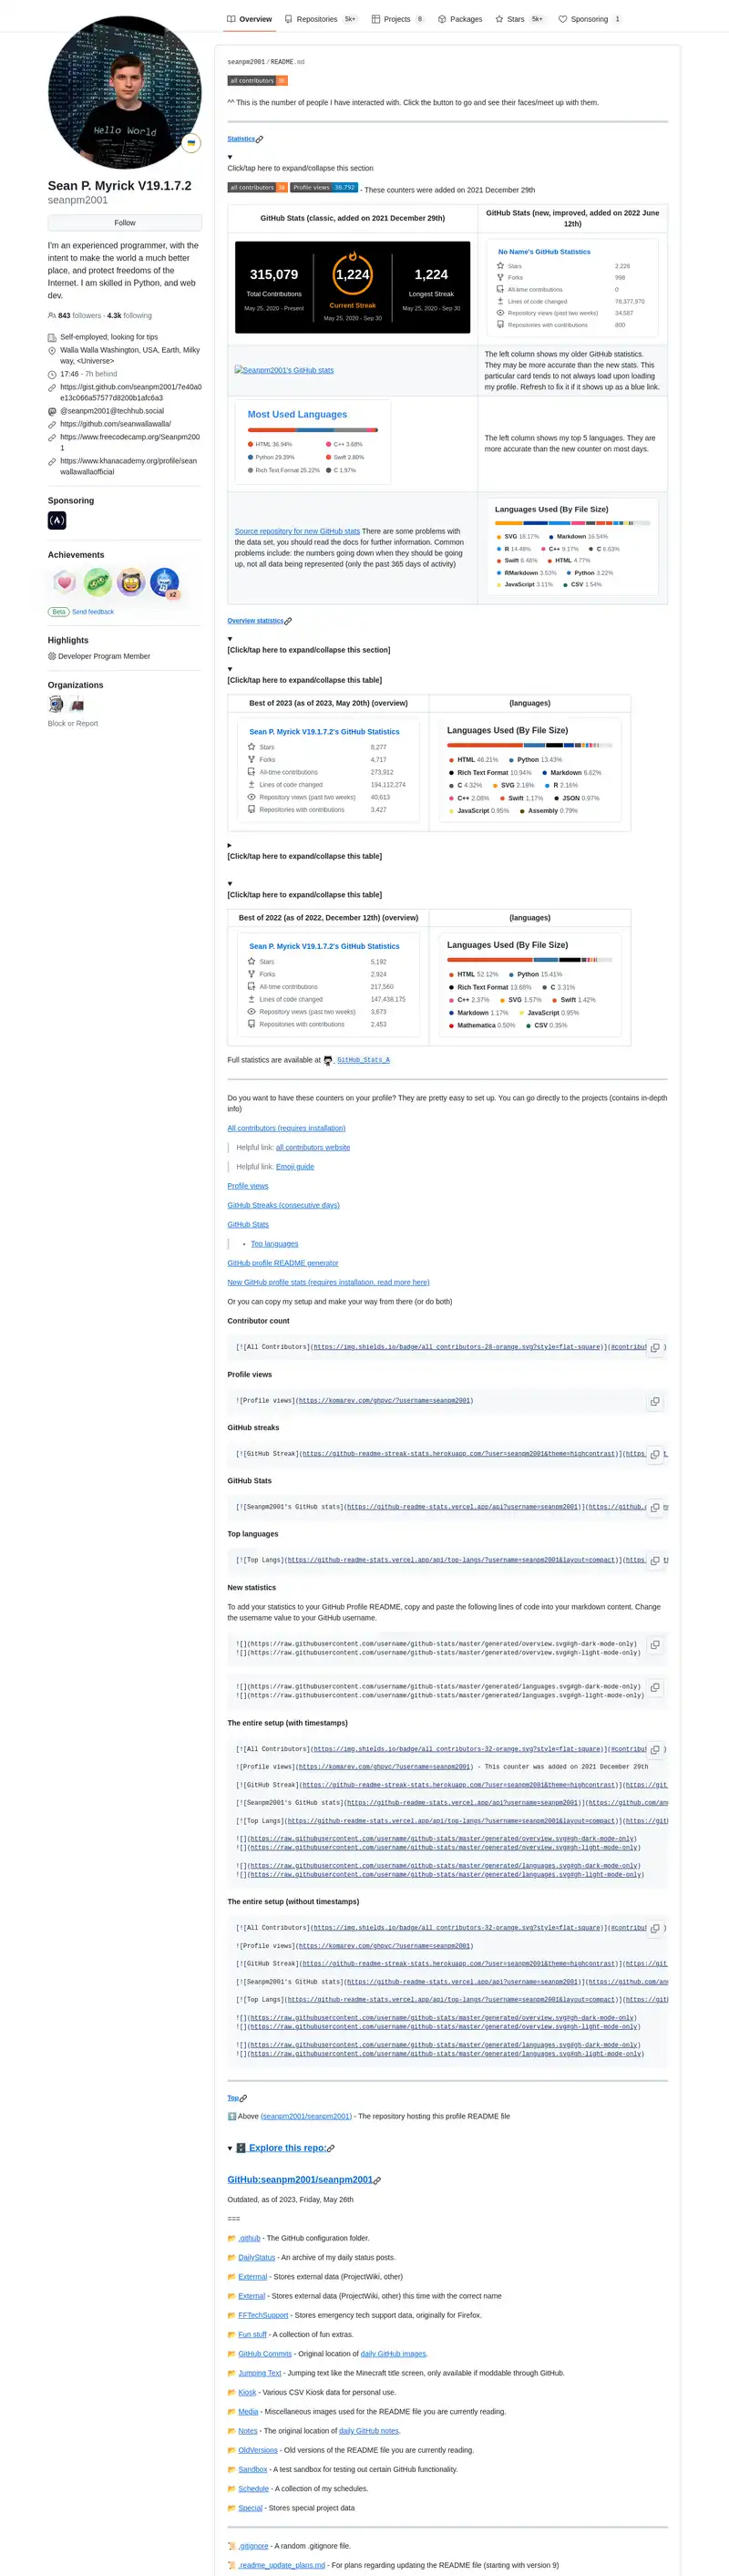 Overview
Repositories 5k+
Projects 8
Packages
Stars 5k+
Sponsoring 1
Hello World
Sean P. Myrick V19.1.7.2
seanpm2001
Follow
I'm an experienced programmer, with the
intent to make the world a much better
place, and protect freedoms of the
Internet. I am skilled in Python, and web
dev.
843 followers · 4.3k following
Self-employed; looking for tips
Walla Walla Washington, USA, Earth, Milky
way, <Universe>
17:46 - 7h behind
https://gist.github.com/seanpm2001/7e40a0
e13c066a57577d8200b1afc6a3
@seanpm2001@techhub.social
https://github.com/seanwallawalla/
https://www.freecodecamp.org/Seanpm200
1
https://www.khanacademy.org/profile/sean
wallawallaofficial
Sponsoring
Achievements
x2
Beta Send feedback
Highlights
Developer Program Member
Organizations
Block or Report
seanpm2001/README.md
all contributors
^^ This is the number of people I have interacted with. Click the button to go and see their faces/meet up with them.
Statistics
Click/tap here to expand/collapse this section
all contributors Profile views 36,792 - These counters were added on 2021 December 29th
GitHub Stats (classic, added on 2021 December 29th)
GitHub Stats (new, improved, added on 2022 June
12th)
315,079
Total Contributions
May 25, 2020 - Present
1,224
Current Streak
May 25, 2020 - Sep 30
1,224
Longest Streak
May 25, 2020 - Sep 30
No Name's GitHub Statistics
Stars 2,226
Forks 998
All-time contributions 0
Lines of code changed 76,377,970
Repository views (past two weeks) 34,587
Repositories with contributions 800
Seanpm2001's GitHub stats
The left column shows my older GitHub statistics.
They may be more accurate than the new stats. This
particular card tends to not always load upon loading
my profile. Refresh to fix it if it shows up as a blue link.
Most Used Languages
HTML 36.94% C++ 3.68%
Python 29.39% Swift 2.80%
Rich Text Format 25.22% C 1.97%
The left column shows my top 5 languages. They are
more accurate than the new counter on most days.
Source repository for new GitHub stats There are some problems with
the data set, you should read the docs for further information. Common
problems include: the numbers going down when they should be going
up, not all data being represented (only the past 365 days of activity)
Languages Used (By File Size)
SVG 18.17% Markdown 16.54%
R 14.48% C++ 9.17% C 6.63%
Swift 6.48% HTML 4.77%
RMarkdown 3.53% Python 3.22%
JavaScript 3.11% CSV 1.54%
Overview statistics
[Click/tap here to expand/collapse this section]
[Click/tap here to expand/collapse this table]
Best of 2023 (as of 2023, May 20th) (overview)
(languages)
Sean P. Myrick V19.1.7.2's GitHub Statistics
Stars 8,277
Forks 4,717
All-time contributions 273,912
Lines of code changed 194,112,274
Repository views (past two weeks) 40,613
Repositories with contributions 3,427
Languages Used (By File Size)
HTML 46.21% Python 13.43%
Rich Text Format 10.94% Markdown 6.62%
C 4.32% SVG 2.18% R 2.16%
C++ 2.08% Swift 1.17% JSON 0.97%
JavaScript 0.95% Assembly 0.79%
[Click/tap here to expand/collapse this table]
[Click/tap here to expand/collapse this table]
Best of 2022 (as of 2022, December 12th) (overview)
(languages)
Sean P. Myrick V19.1.7.2's GitHub Statistics
Stars 5,192
Forks 2,924
All-time contributions 217,560
Lines of code changed 147,438,175
Repository views (past two weeks) 3,673
Repositories with contributions 2,453
Languages Used (By File Size)
HTML 52.12% Python 15.41%
Rich Text Format 13.68% C 3.31%
C++ 2.37% SVG 1.57% Swift 1.42%
Markdown 1.17% JavaScript 0.95%
Mathematica 0.50% CSV 0.35%
Full statistics are available at GitHub_Stats_A
Do you want to have these counters on your profile? They are pretty easy to set up. You can go directly to the projects (contains in-depth
info)
All contributors (requires installation)
Helpful link: all contributors website
Helpful link: Emoji guide
Profile views
GitHub Streaks (consecutive days)
GitHub Stats
• Top languages
GitHub profile README generator
New GitHub profile stats (requires installation, read more here)
Or you can copy my setup and make your way from there (or do both)
Contributor count
[![All Contributors](https://img.shields.io/badge/all_contributors-28-orange.svg?style=flat-square)](#contribut
Profile views
![Profile views](https://komarev.com/ghpvc/?username=seanpm2001)
GitHub streaks
[![GitHub Streak](https://github-readme-streak-stats.herokuapp.com/?user=seanpm2001&theme=highcontrast)](https:
GitHub Stats
[![Seanpm2001's GitHub stats](https://github-readme-stats.vercel.app/api?username=seanpm2001)](https://github.
Top languages
[![Top Langs](https://github-readme-stats.vercel.app/api/top-langs/?username=seanpm2001&layout=compact)](https:
New statistics
To add your statistics to your GitHub Profile README, copy and paste the following lines of code into your markdown content. Change
the username value to your GitHub username.
![](https://raw.githubusercontent.com/username/github-stats/master/generated/overview.svg#gh-dark-mode-only)
![](https://raw.githubusercontent.com/username/github-stats/master/generated/overview.svg#gh-light-mode-only)
![](https://raw.githubusercontent.com/username/github-stats/master/generated/languages.svg#gh-dark-mode-only)
![](https://raw.githubusercontent.com/username/github-stats/master/generated/languages.svg#gh-light-mode-only)
The entire setup (with timestamps)
[![All Contributors](https://img.shields.io/badge/all_contributors-32-orange.svg?style=flat-square)](#contribut
![Profile views](https://komarev.com/ghpvc/?username=seanpm2001) - This counter was added on 2021 December 29th
[![GitHub Streak](https://github-readme-streak-stats.herokuapp.com/?user=seanpm2001&theme=highcontrast)](https://git
[![Seanpm2001's GitHub stats](https://github-readme-stats.vercel.app/api?username=seanpm2001)](https://github.com/an
[![Top Langs](https://github-readme-stats.vercel.app/api/top-langs/?username=seanpm2001&layout=compact)](https://git
![](https://raw.githubusercontent.com/username/github-stats/master/generated/overview.svg#gh-dark-mode-only)
![](https://raw.githubusercontent.com/username/github-stats/master/generated/overview.svg#gh-light-mode-only)
![](https://raw.githubusercontent.com/username/github-stats/master/generated/languages.svg#gh-dark-mode-only)
![](https://raw.githubusercontent.com/username/github-stats/master/generated/languages.svg#gh-light-mode-only)
The entire setup (without timestamps)
[![All Contributors](https://img.shields.io/badge/all_contributors-32-orange.svg?style=flat-square)](#contribut
![Profile views](https://komarev.com/ghpvc/?username=seanpm2001)
[![GitHub Streak](https://github-readme-streak-stats.herokuapp.com/?user=seanpm2001&theme=highcontrast)](https://git
[![Seanpm2001's GitHub stats](https://github-readme-stats.vercel.app/api?username=seanpm2001)](https://github.com/an
[![Top Langs](https://github-readme-stats.vercel.app/api/top-langs/?username=seanpm2001&layout=compact)](https://git
![](https://raw.githubusercontent.com/username/github-stats/master/generated/overview.svg#gh-dark-mode-only)
![](https://raw.githubusercontent.com/username/github-stats/master/generated/overview.svg#gh-light-mode-only)
![](https://raw.githubusercontent.com/username/github-stats/master/generated/languages.svg#gh-dark-mode-only)
![](https://raw.githubusercontent.com/username/github-stats/master/generated/languages.svg#gh-light-mode-only)
Top
⬆️ Above (seanpm2001/seanpm2001) - The repository hosting this profile README file
🗄️ Explore this repo:
GitHub:seanpm2001/seanpm2001
Outdated, as of 2023, Friday, May 26th
===
📂 .github - The GitHub configuration folder.
📂 DailyStatus - An archive of my daily status posts.
📂 Extermal - Stores external data (ProjectWiki, other)
📂 External - Stores external data (ProjectWiki, other) this time with the correct name
📂 FFTechSupport - Stores emergency tech support data, originally for Firefox.
📂 Fun stuff - A collection of fun extras.
📂 GitHub Commits - Original location of daily GitHub images.
📂 Jumping Text - Jumping text like the Minecraft title screen, only available if moddable through GitHub.
📂 Kiosk - Various CSV Kiosk data for personal use.
📂 Media - Miscellaneous images used for the README file you are currently reading.
📂 Notes - The original location of daily GitHub notes.
📂 OldVersions - Old versions of the README file you are currently reading.
📂 Sandbox - A test sandbox for testing out certain GitHub functionality.
📂 Schedule - A collection of my schedules.
📂 Special - Stores special project data
📜 .gitignore - A random .gitignore file.
📜 .readme_update_plans.md - For plans regarding updating the README file (starting with version 9)